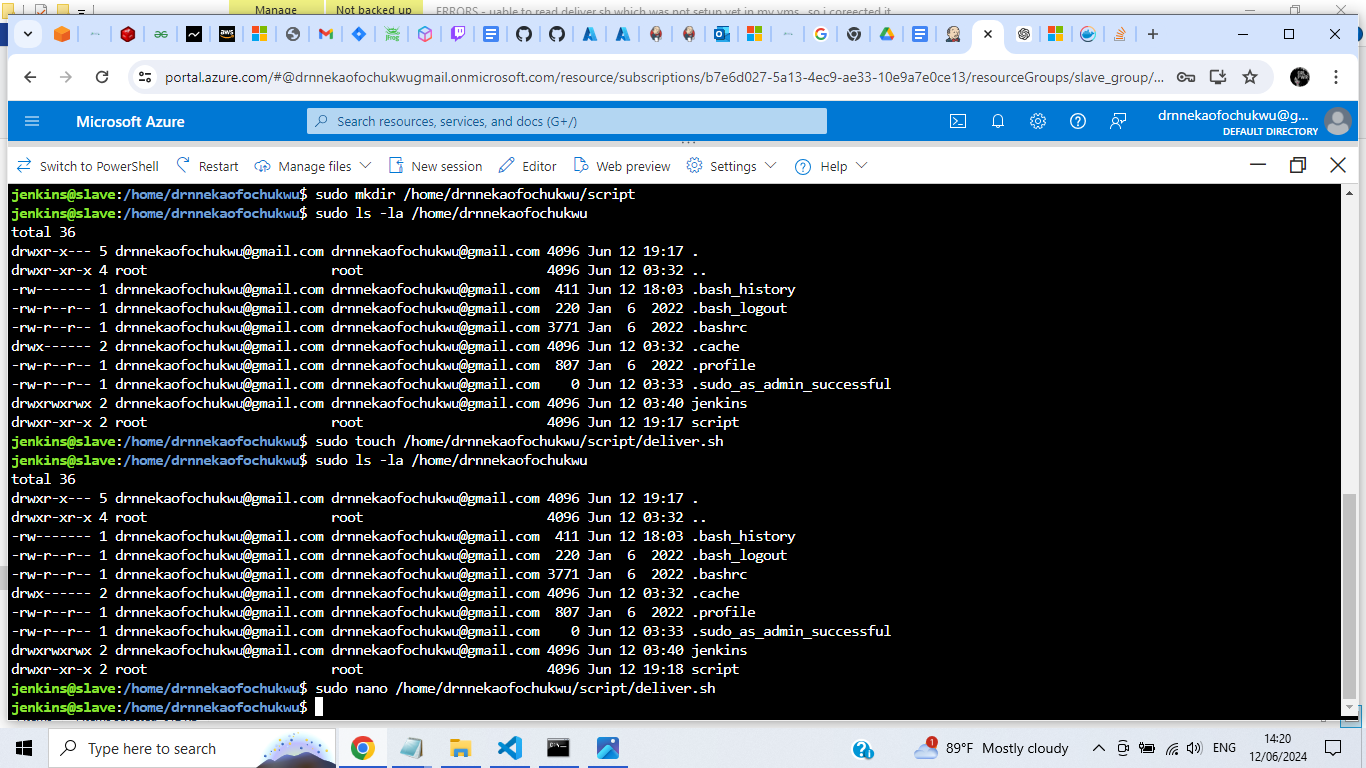 Manage
Not backed up
ERRORS - uable to read deliver.sh which was not setup yet in my vms, so i coreected it
portal.azure.com/#@drnnekaofochukwugmail.onmicrosoft.com/resource/subscriptions/b7e6d027-5a13-4ec9-ae33-10e9a7e0ce13/resourceGroups/slave_group/...
Microsoft Azure
Search resources, services, and docs (G+/)
drnnekaofochukwu@g...
DEFAULT DIRECTORY
Switch to PowerShell Restart Manage files New session Editor Web preview Settings Help
jenkins@slave:/home/drnnekaofochukwu$ sudo mkdir /home/drnnekaofochukwu/script
jenkins@slave:/home/drnnekaofochukwu$ sudo ls -la /home/drnnekaofochukwu
total 36
drwxr-x--- 5 drnnekaofochukwu@gmail.com drnnekaofochukwu@gmail.com 4096 Jun 12 19:17 .
drwxr-xr-x 4 root                       root                       4096 Jun 12 03:32 ..
-rw------- 1 drnnekaofochukwu@gmail.com drnnekaofochukwu@gmail.com  411 Jun 12 18:03 .bash_history
-rw-r--r-- 1 drnnekaofochukwu@gmail.com drnnekaofochukwu@gmail.com  220 Jan  6  2022 .bash_logout
-rw-r--r-- 1 drnnekaofochukwu@gmail.com drnnekaofochukwu@gmail.com 3771 Jan  6  2022 .bashrc
drwx------ 2 drnnekaofochukwu@gmail.com drnnekaofochukwu@gmail.com 4096 Jun 12 03:32 .cache
-rw-r--r-- 1 drnnekaofochukwu@gmail.com drnnekaofochukwu@gmail.com  807 Jan  6  2022 .profile
-rw-r--r-- 1 drnnekaofochukwu@gmail.com drnnekaofochukwu@gmail.com    0 Jun 12 03:33 .sudo_as_admin_successful
drwxrwxrwx 2 drnnekaofochukwu@gmail.com drnnekaofochukwu@gmail.com 4096 Jun 12 03:40 jenkins
drwxr-xr-x 2 root                       root                       4096 Jun 12 19:17 script
jenkins@slave:/home/drnnekaofochukwu$ sudo touch /home/drnnekaofochukwu/script/deliver.sh
jenkins@slave:/home/drnnekaofochukwu$ sudo ls -la /home/drnnekaofochukwu
total 36
drwxr-x--- 5 drnnekaofochukwu@gmail.com drnnekaofochukwu@gmail.com 4096 Jun 12 19:17 .
drwxr-xr-x 4 root                       root                       4096 Jun 12 03:32 ..
-rw------- 1 drnnekaofochukwu@gmail.com drnnekaofochukwu@gmail.com  411 Jun 12 18:03 .bash_history
-rw-r--r-- 1 drnnekaofochukwu@gmail.com drnnekaofochukwu@gmail.com  220 Jan  6  2022 .bash_logout
-rw-r--r-- 1 drnnekaofochukwu@gmail.com drnnekaofochukwu@gmail.com 3771 Jan  6  2022 .bashrc
drwx------ 2 drnnekaofochukwu@gmail.com drnnekaofochukwu@gmail.com 4096 Jun 12 03:32 .cache
-rw-r--r-- 1 drnnekaofochukwu@gmail.com drnnekaofochukwu@gmail.com  807 Jan  6  2022 .profile
-rw-r--r-- 1 drnnekaofochukwu@gmail.com drnnekaofochukwu@gmail.com    0 Jun 12 03:33 .sudo_as_admin_successful
drwxrwxrwx 2 drnnekaofochukwu@gmail.com drnnekaofochukwu@gmail.com 4096 Jun 12 03:40 jenkins
drwxr-xr-x 2 root                       root                       4096 Jun 12 19:18 script
jenkins@slave:/home/drnnekaofochukwu$ sudo nano /home/drnnekaofochukwu/script/deliver.sh
jenkins@slave:/home/drnnekaofochukwu$
Type here to search
1
89°F Mostly cloudy
ENG
14:20
12/06/2024